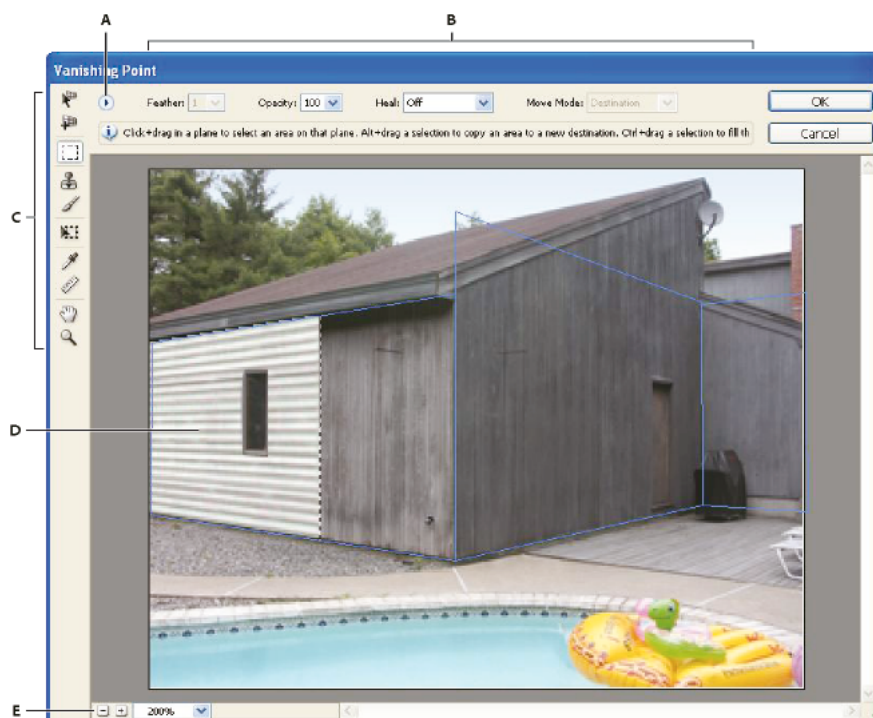 A
B
Vanishing Point
Feather: 1
Opacity: 100
Heal: Off
Move Mode: Destination
OK
Click+drag in a plane to select an area on that plane. Alt+drag a selection to copy an area to a new destination. Ctrl+drag a selection to fill th
Cancel
C
D
E
200%